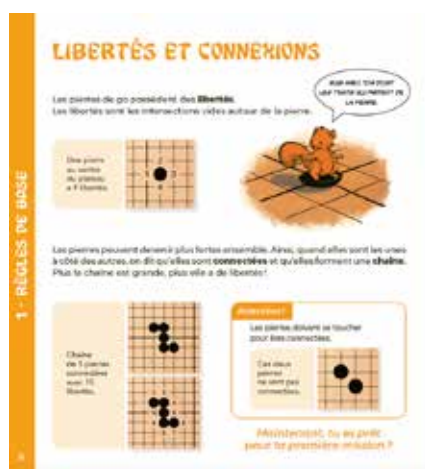 LIBERTÉS ET CONNEXIONS
Les pierres de go possèdent des libertés.
Les libertés sont les intersections vides autour de la pierre.
Une pierre
au centre
du plateau
a 4 libertés.
1 - RÈGLES DE BASE
Les pierres peuvent devenir plus fortes ensemble. Ainsi, quand elles sont les unes
à côté des autres, on dit qu'elles sont connectées et qu'elles forment une chaîne.
Plus la chaîne est grande, plus elle a de libertés !
Chaîne
de 5 pierres
connectées
avec 10
libertés.
Les pierres doivent se toucher
pour être connectées.
Ces deux
pierres
ne sont pas
connectées.
Maintenant, tu es prêt
pour ta première mission !